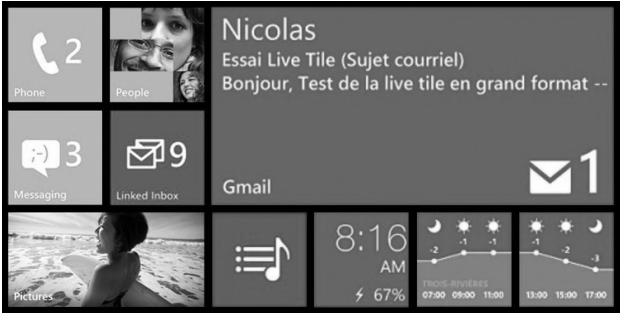 2
Phone
People
Nicolas
Essai Live Tile (Sujet courriel)
Bonjour, Test de la live tile en grand format --
;-)
3
Messaging
9
Linked Inbox
Gmail
1
Pictures
8:16
AM
67%
-2 -1 -1
TROIS-RIVIÈRES
07:00 09:00 11:00
-1 -2 -3
13:00 15:00 17:00